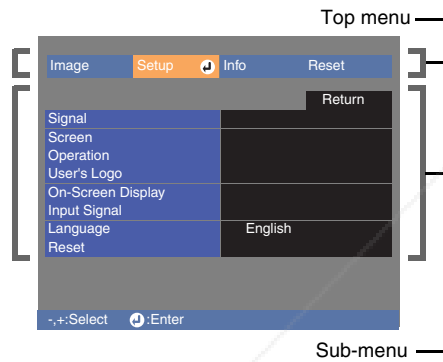 Top menu
Image Setup Info Reset
Return
Signal
Screen
Operation
User's Logo
On-Screen Display
Input Signal
Language English
Reset
-,+:Select :Enter
Sub-menu